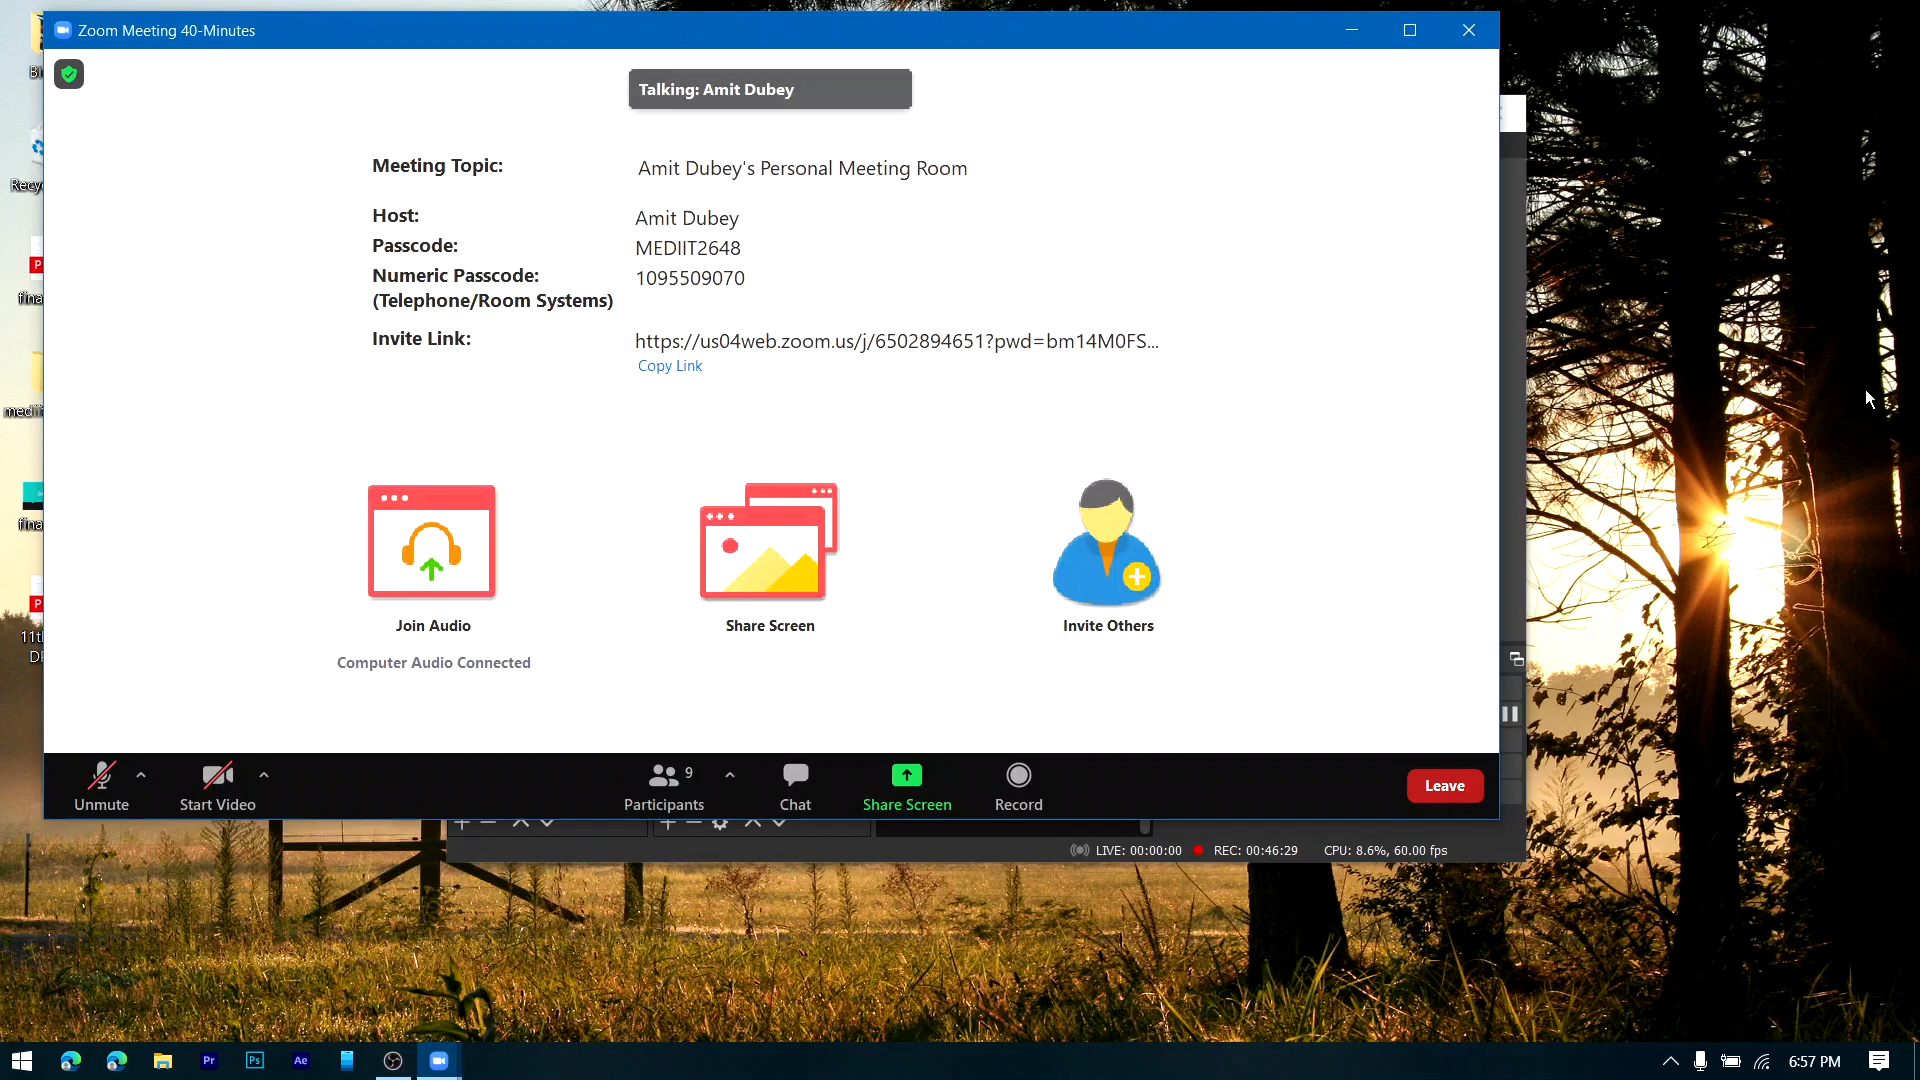 Zoom Meeting 40-Minutes
Talking: Amit Dubey
Meeting Topic: Amit Dubey's Personal Meeting Room
Host: Amit Dubey
Passcode: MEDIIT2648
Numeric Passcode: 1095509070
(Telephone/Room Systems)
Invite Link: https://us04web.zoom.us/j/6502894651?pwd=bm14M0FS...
Copy Link
Join Audio
Share Screen
Invite Others
Computer Audio Connected
Unmute
Start Video
9
Participants
Chat
Share Screen
Record
Leave
LIVE: 00:00:00 REC: 00:46:29 CPU: 8.6%, 60.00 fps
Pr
Ps
Ae
6:57 PM